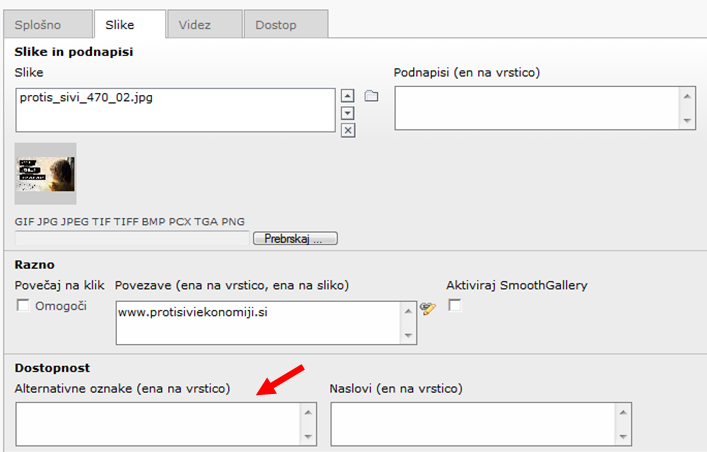 Splošno Slike Videz Dostop
Slike in podnapisi
Slike Podnapisi (en na vrstico)
protis_sivi_470_02.jpg
GIF JPG JPEG TIF TIFF BMP PCX TGA PNG
Prebrskaj ...
Razno
Povečaj na klik Povezave (ena na vrstico, ena na sliko) Aktiviraj SmoothGallery
Omogoči www.protisiviekonomiji.si
Dostopnost
Alternativne oznake (ena na vrstico) Naslovi (en na vrstico)